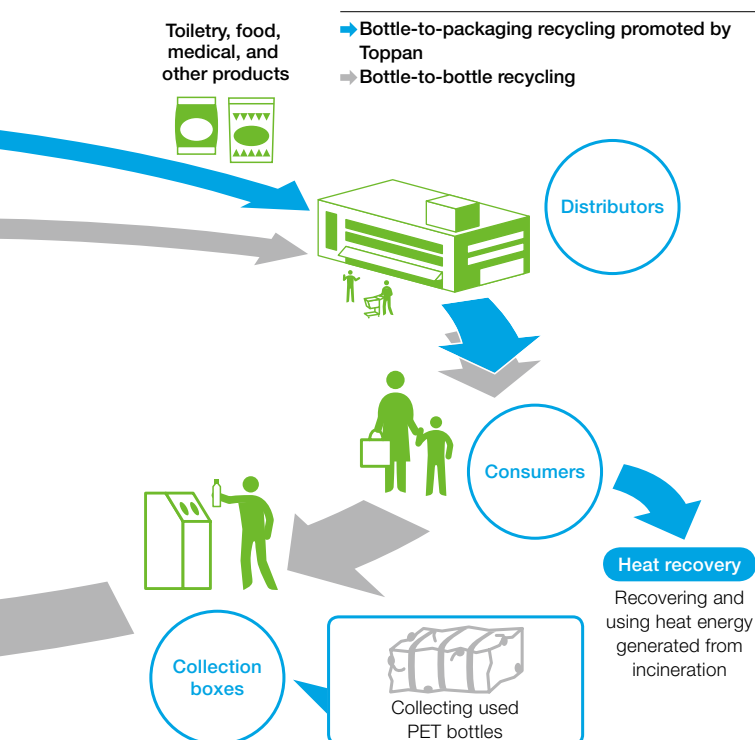 Toiletry, food,
medical, and
other products
Bottle-to-packaging recycling promoted by
Toppan
Bottle-to-bottle recycling
Distributors
Consumers
Heat recovery
Recovering and
using heat energy
generated from
incineration
Collection
boxes
Collecting used
PET bottles